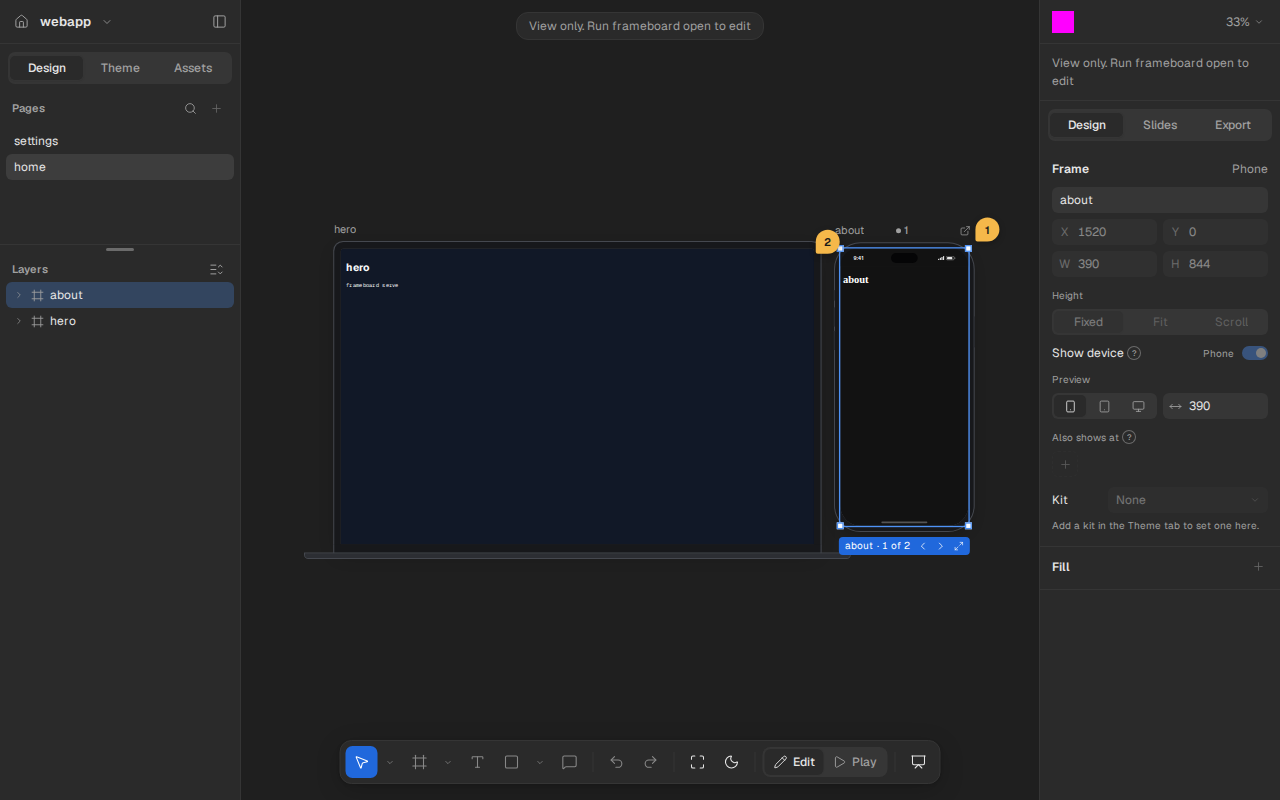 webapp
Design Theme Assets
Pages
settings
home
Layers
about
hero
View only. Run frameboard open to edit
hero
about 1
1
2
hero
frameboard serve
9:41
about
about · 1 of 2
Edit Play
33%
View only. Run frameboard open to
edit
Design Slides Export
Frame Phone
about
X 1520 Y 0
W 390 H 844
Height
Fixed Fit Scroll
Show device ? Phone
Preview
390
Also shows at ?
Kit None
Add a kit in the Theme tab to set one here.
Fill